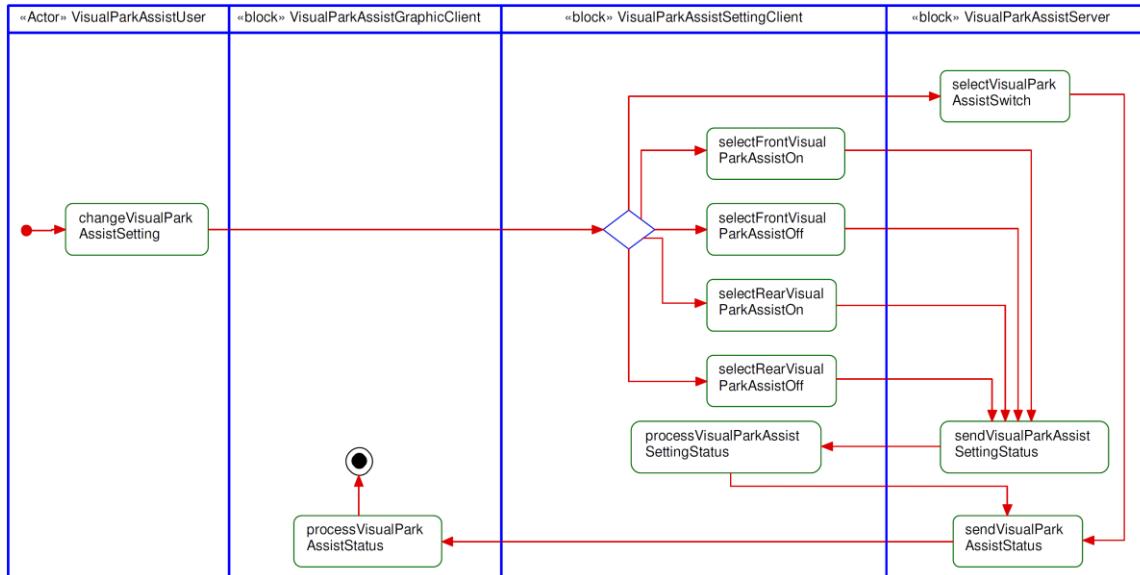 «Actor» VisualParkAssistUser
«block» VisualParkAssistGraphicClient
«block» VisualParkAssistSettingClient
«block» VisualParkAssistServer
selectVisualPark
AssistSwitch
selectFrontVisual
ParkAssistOn
changeVisualPark
AssistSetting
selectFrontVisual
ParkAssistOff
selectRearVisual
ParkAssistOn
selectRearVisual
ParkAssistOff
processVisualParkAssist
SettingStatus
sendVisualParkAssist
SettingStatus
processVisualPark
AssistStatus
sendVisualPark
AssistStatus